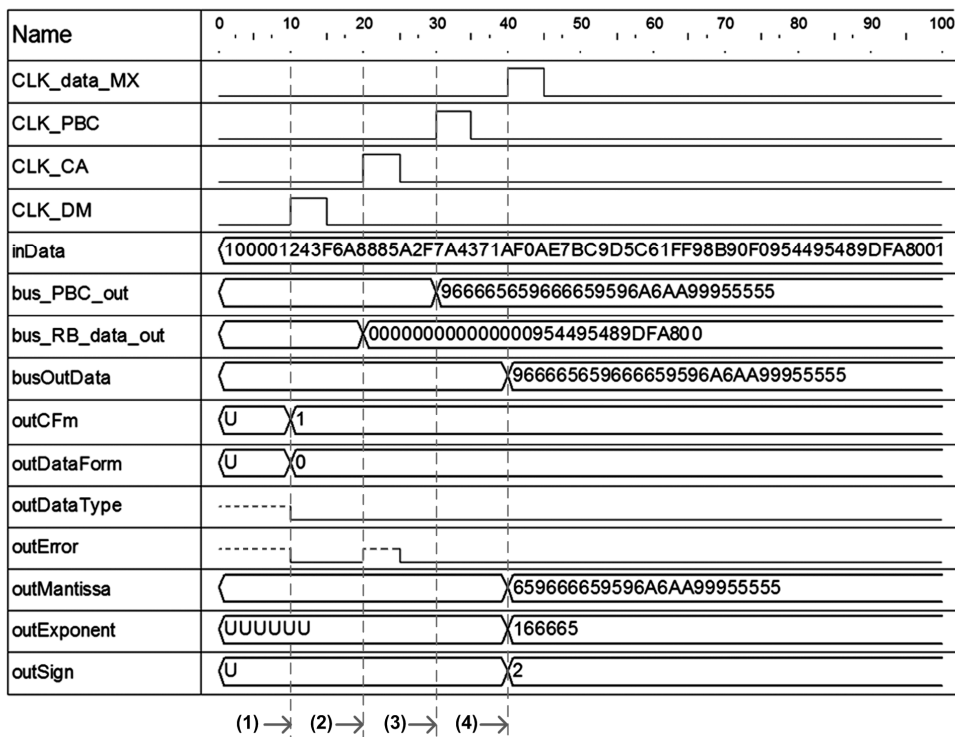 Name 0 10 20 30 40 50 60 70 80 90 100
CLK_data_MX
CLK_PBC
CLK_CA
CLK_DM
inData 100001243F6A8885A2F7A4371AF0AE7BC9D5C61FF98B90F0954495489DFA8001
bus_PBC_out 966665659666659596A6AA99955555
bus_RB_data_out 0000000000000000954495489DFA800
busOutData 966665659666659596A6AA99955555
outCFm U 1
outDataForm U 0
outDataType
outError
outMantissa 659666659596A6AA99955555
outExponent UUUUUU 166665
outSign U 2
(1) (2) (3) (4)